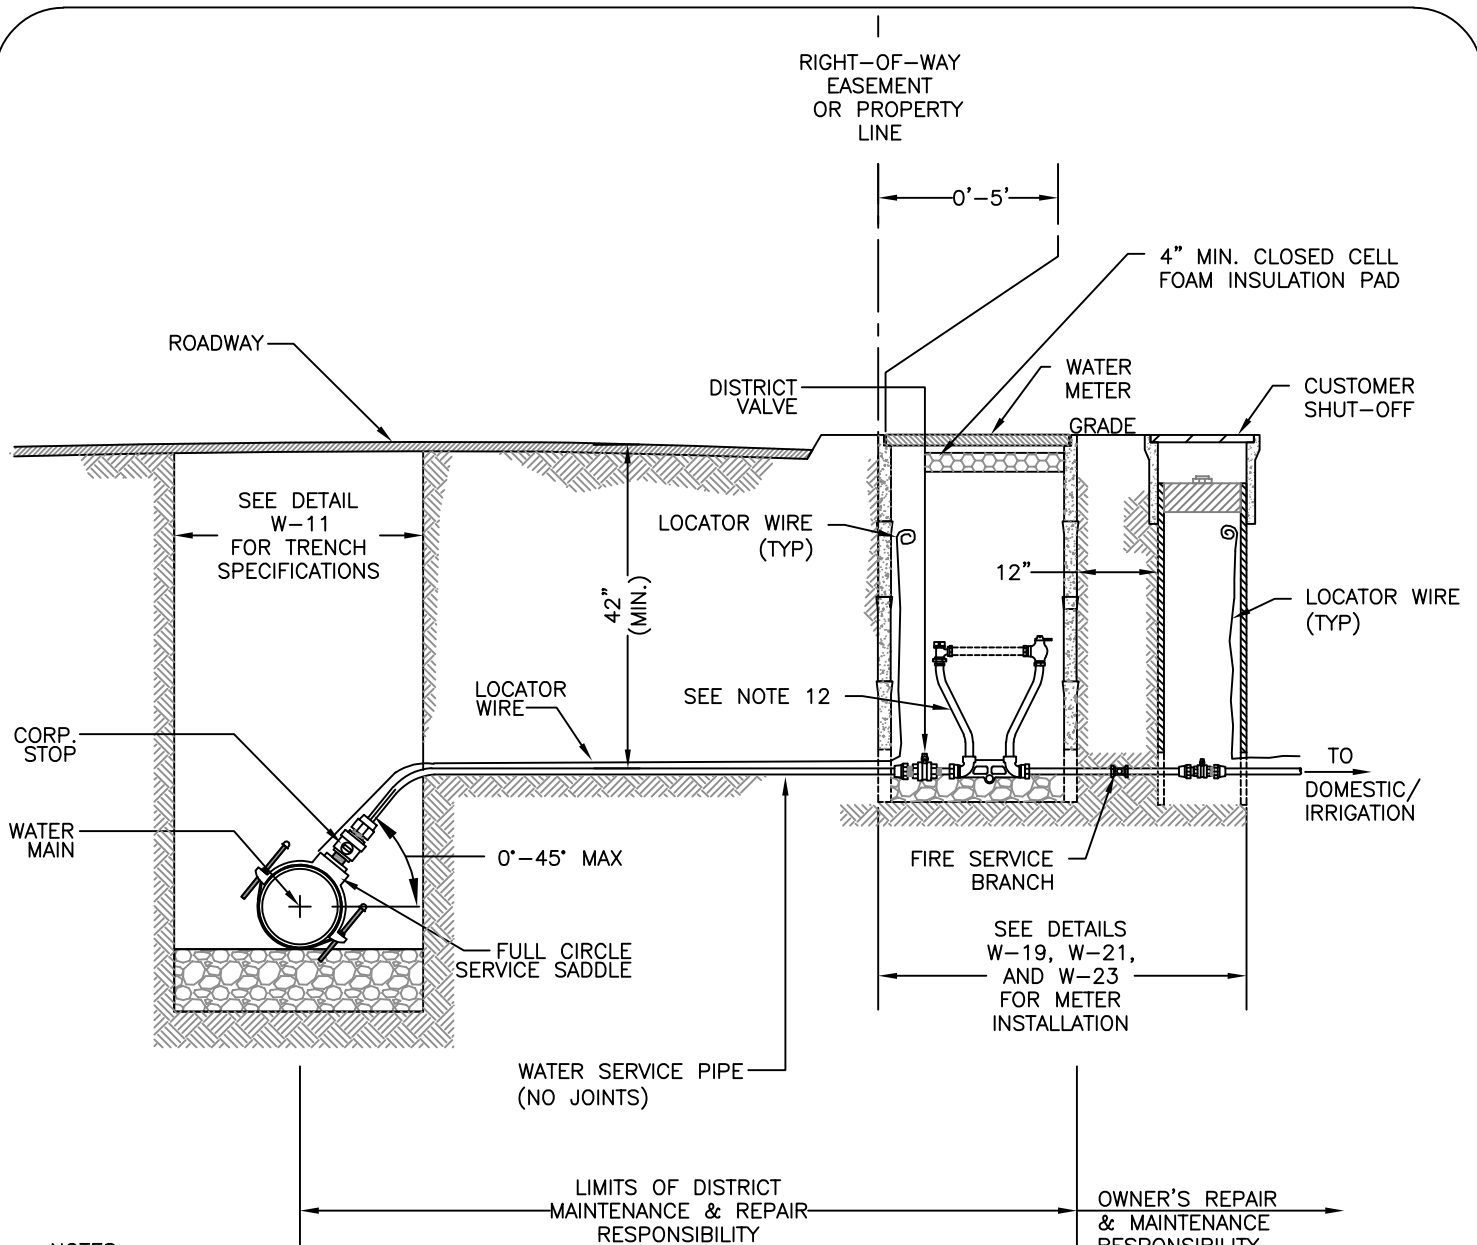 RIGHT-OF-WAY
EASEMENT
OR PROPERTY
LINE
0'-5'
4" MIN. CLOSED CELL
FOAM INSULATION PAD
ROADWAY
DISTRICT
VALVE
WATER
METER
GRADE
CUSTOMER
SHUT-OFF
SEE DETAIL
W-11
FOR TRENCH
SPECIFICATIONS
LOCATOR WIRE
(TYP)
42"
(MIN.)
12"
LOCATOR WIRE
(TYP)
LOCATOR
WIRE
SEE NOTE 12
CORP.
STOP
TO
DOMESTIC/
IRRIGATION
WATER
MAIN
0°-45° MAX
FIRE SERVICE
BRANCH
FULL CIRCLE
SERVICE SADDLE
SEE DETAILS
W-19, W-21,
AND W-23
FOR METER
INSTALLATION
WATER SERVICE PIPE
(NO JOINTS)
LIMITS OF DISTRICT
MAINTENANCE & REPAIR
RESPONSIBILITY
OWNER'S REPAIR
& MAINTENANCE
RESPONSIBILITY
NOTES